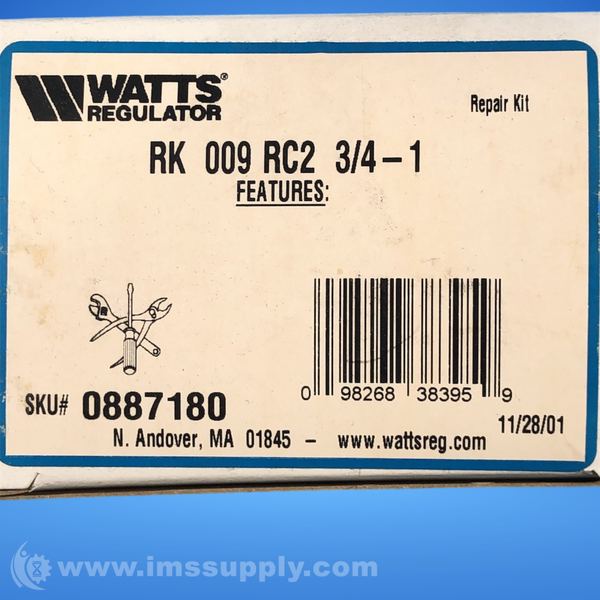 WATTS®
REGULATOR
Repair Kit
RK 009 RC2 3/4-1
FEATURES:
0 98268 38395 9
SKU# 0887180
11/28/01
N. Andover, MA 01845 - www.wattsreg.com
www.imssupply.com